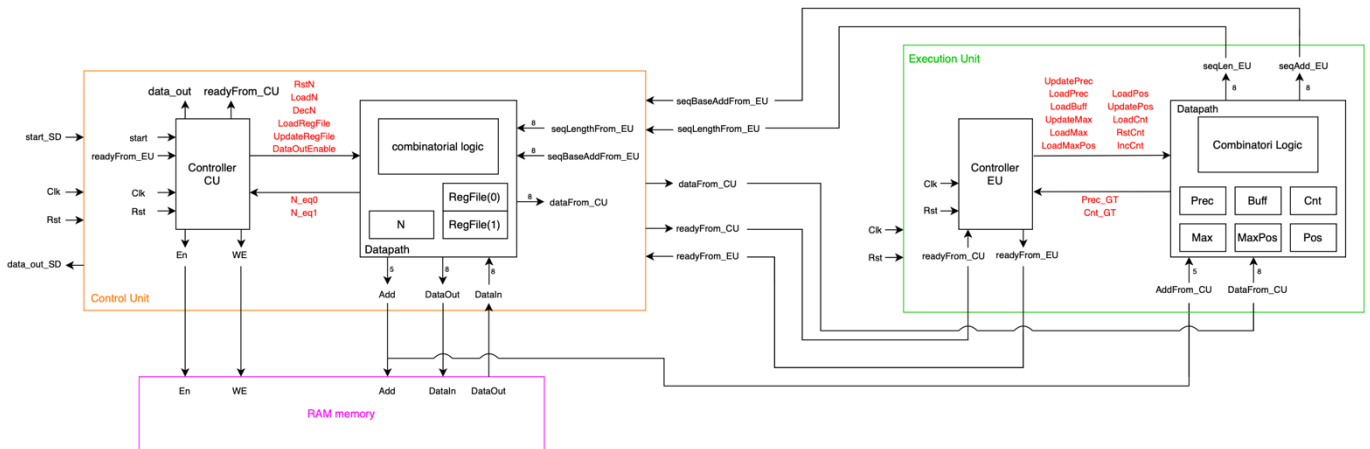 Execution Unit
seqLen_EU
seqAdd_EU
8
8
data_out
readyFrom_CU
RstN
LoadN
DecN
LoadRegFile
UpdateRegFile
DataOutEnable
UpdatePrec
LoadPrec
LoadBuff
UpdateMax
LoadMax
LoadMaxPos
LoadPos
UpdatePos
LoadCnt
RstCnt
IncCnt
seqBaseAddFrom_EU
seqLengthFrom_EU
start_SD
readyFrom_EU
start
Controller
CU
combinatorial logic
8
seqLengthFrom_EU
8
seqBaseAddFrom_EU
Datapath
Combinatori Logic
Controller
EU
Clk
Rst
Clk
Rst
N_eq0
N_eq1
N
RegFile(0)
RegFile(1)
8
dataFrom_CU
dataFrom_CU
readyFrom_CU
readyFrom_EU
Clk
Rst
Prec_GT
Cnt_GT
Prec
Buff
Cnt
Max
MaxPos
Pos
Clk
Rst
data_out_SD
En
WE
Datapath
5
8
8
Add
DataOut
DataIn
Control Unit
readyFrom_CU
readyFrom_EU
5
8
AddFrom_CU
DataFrom_CU
En
WE
Add
DataIn
DataOut
RAM memory